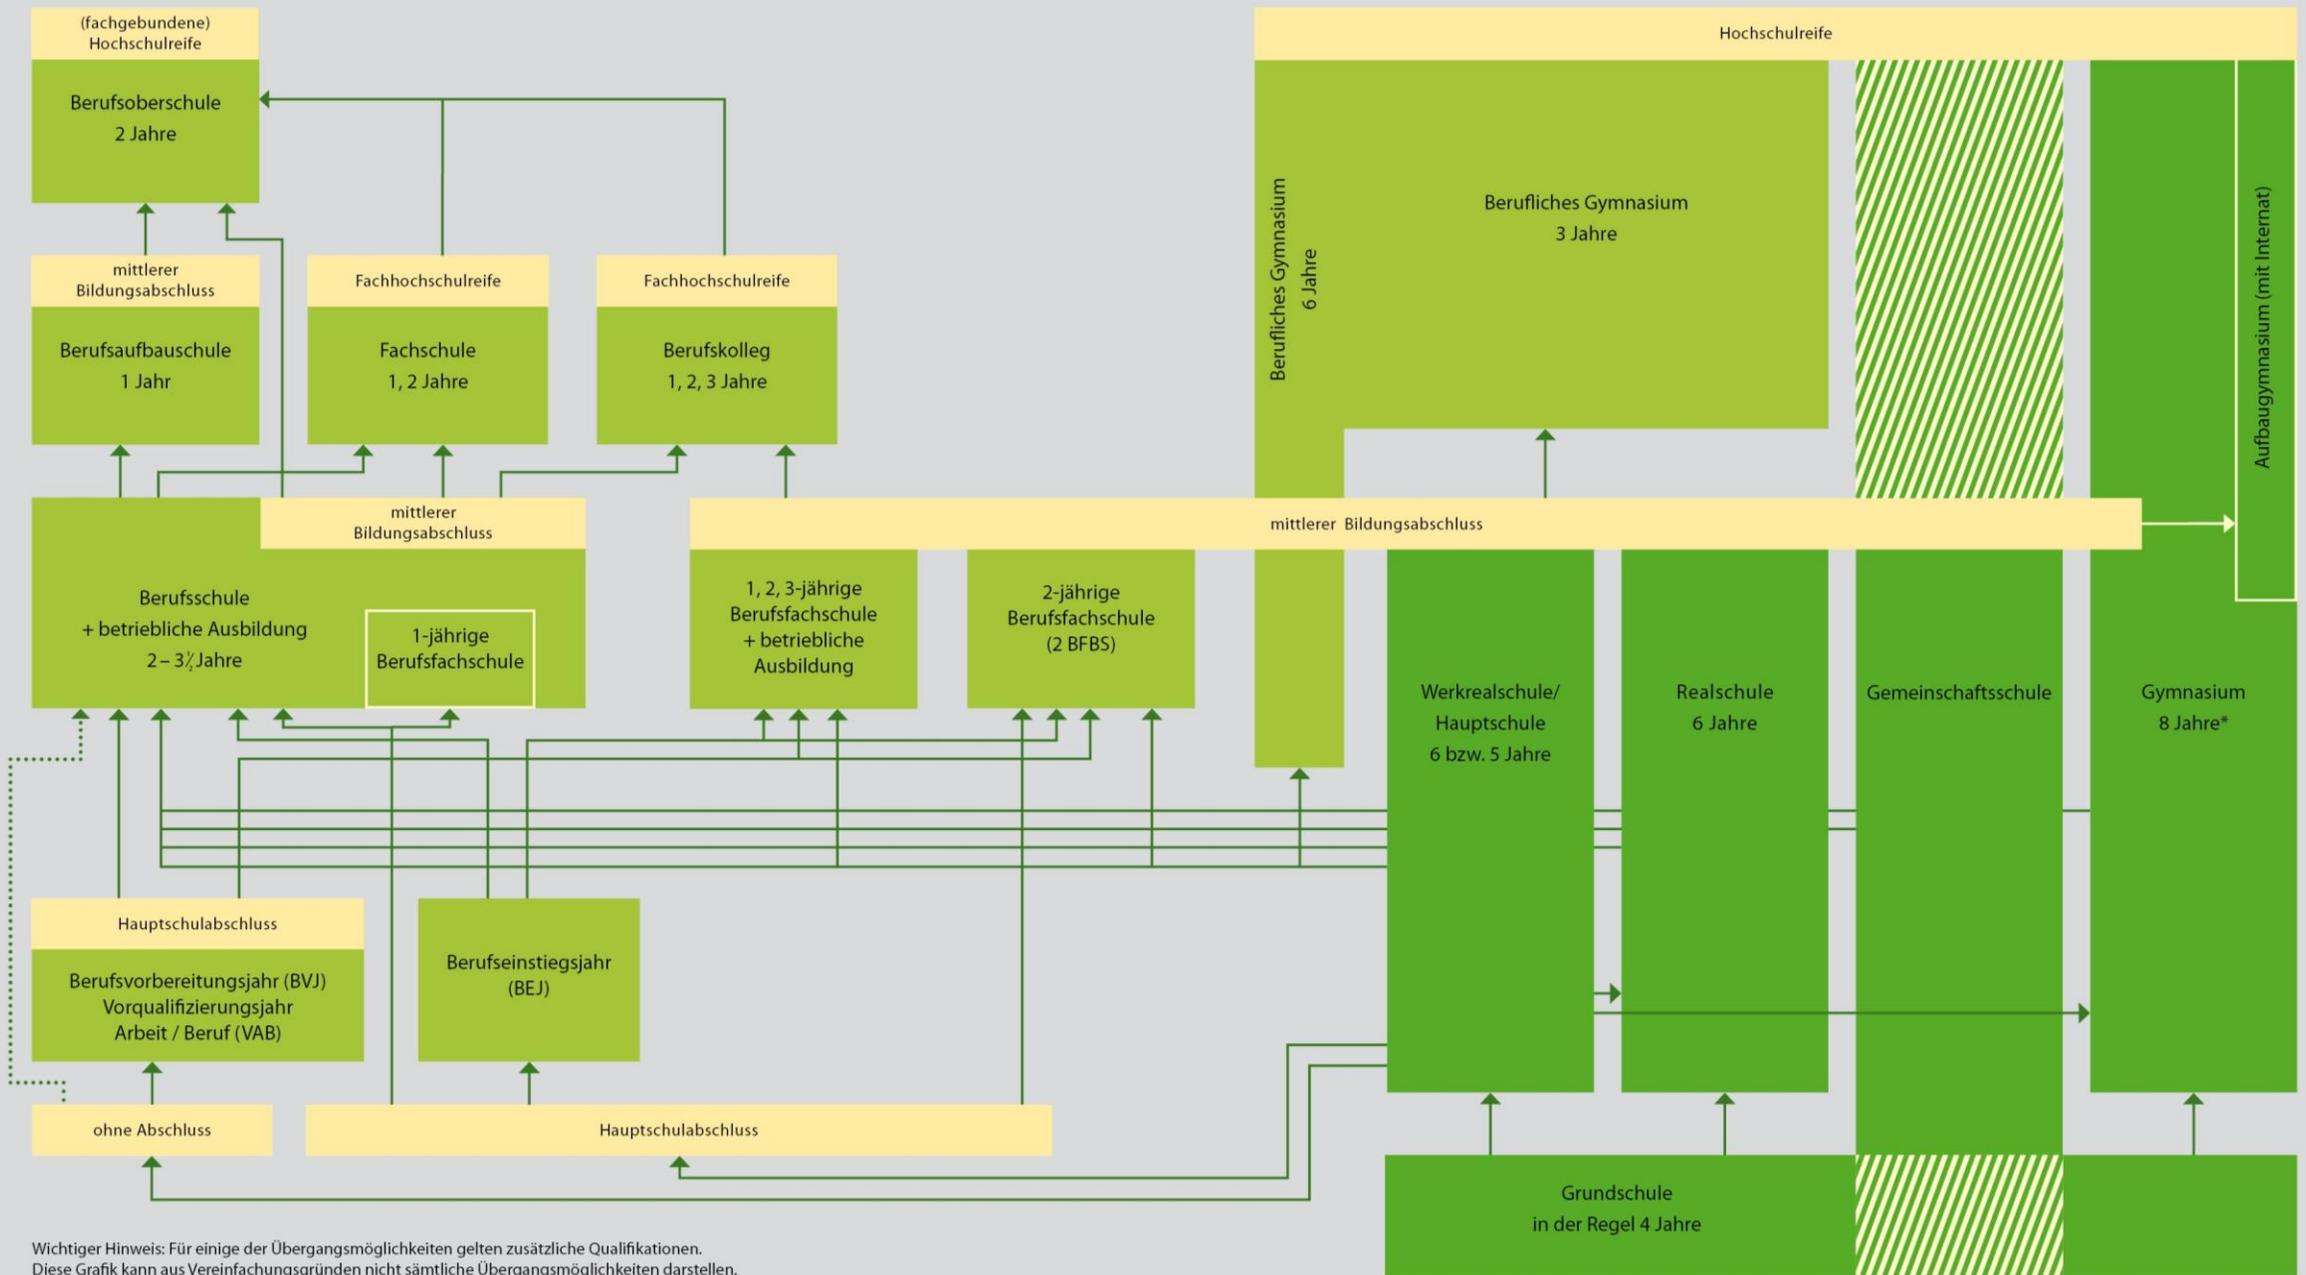 (fachgebundene)
Hochschulreife
Berufsoberschule
2 Jahre
Hochschulreife
Berufliches Gymnasium
6 Jahre
Berufliches Gymnasium
3 Jahre
Aufbaugymnasium (mit Internat)
mittlerer
Bildungsabschluss
Berufsaufbauschule
1 Jahr
Fachhochschulreife
Fachschule
1, 2 Jahre
Fachhochschulreife
Berufskolleg
1, 2, 3 Jahre
mittlerer
Bildungsabschluss
mittlerer Bildungsabschluss
Berufsschule
+ betriebliche Ausbildung
2 – 3½ Jahre
1-jährige
Berufsfachschule
1, 2, 3-jährige
Berufsfachschule
+ betriebliche
Ausbildung
2-jährige
Berufsfachschule
(2 BFBS)
Werkrealschule/
Hauptschule
6 bzw. 5 Jahre
Realschule
6 Jahre
Gemeinschaftsschule
Gymnasium
8 Jahre*
Hauptschulabschluss
Berufsvorbereitungsjahr (BVJ)
Vorqualifizierungsjahr
Arbeit / Beruf (VAB)
Berufseinstiegsjahr
(BEJ)
ohne Abschluss
Hauptschulabschluss
Grundschule
in der Regel 4 Jahre
Wichtiger Hinweis: Für einige der Übergangsmöglichkeiten gelten zusätzliche Qualifikationen.
Diese Grafik kann aus Vereinfachungsgründen nicht sämtliche Übergangsmöglichkeiten darstellen.